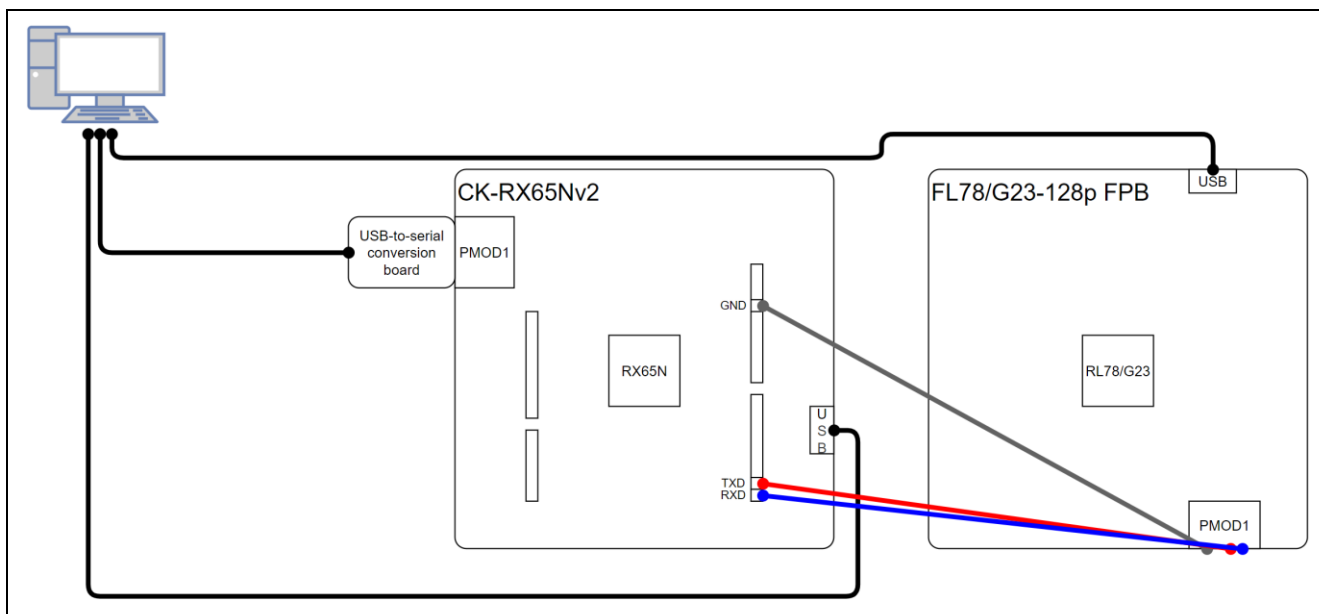 CK-RX65Nv2
FL78/G23-128p FPB
USB
USB-to-serial
conversion
board
PMOD1
GND
RX65N
RL78/G23
U
S
B
TXD
RXD
PMOD1